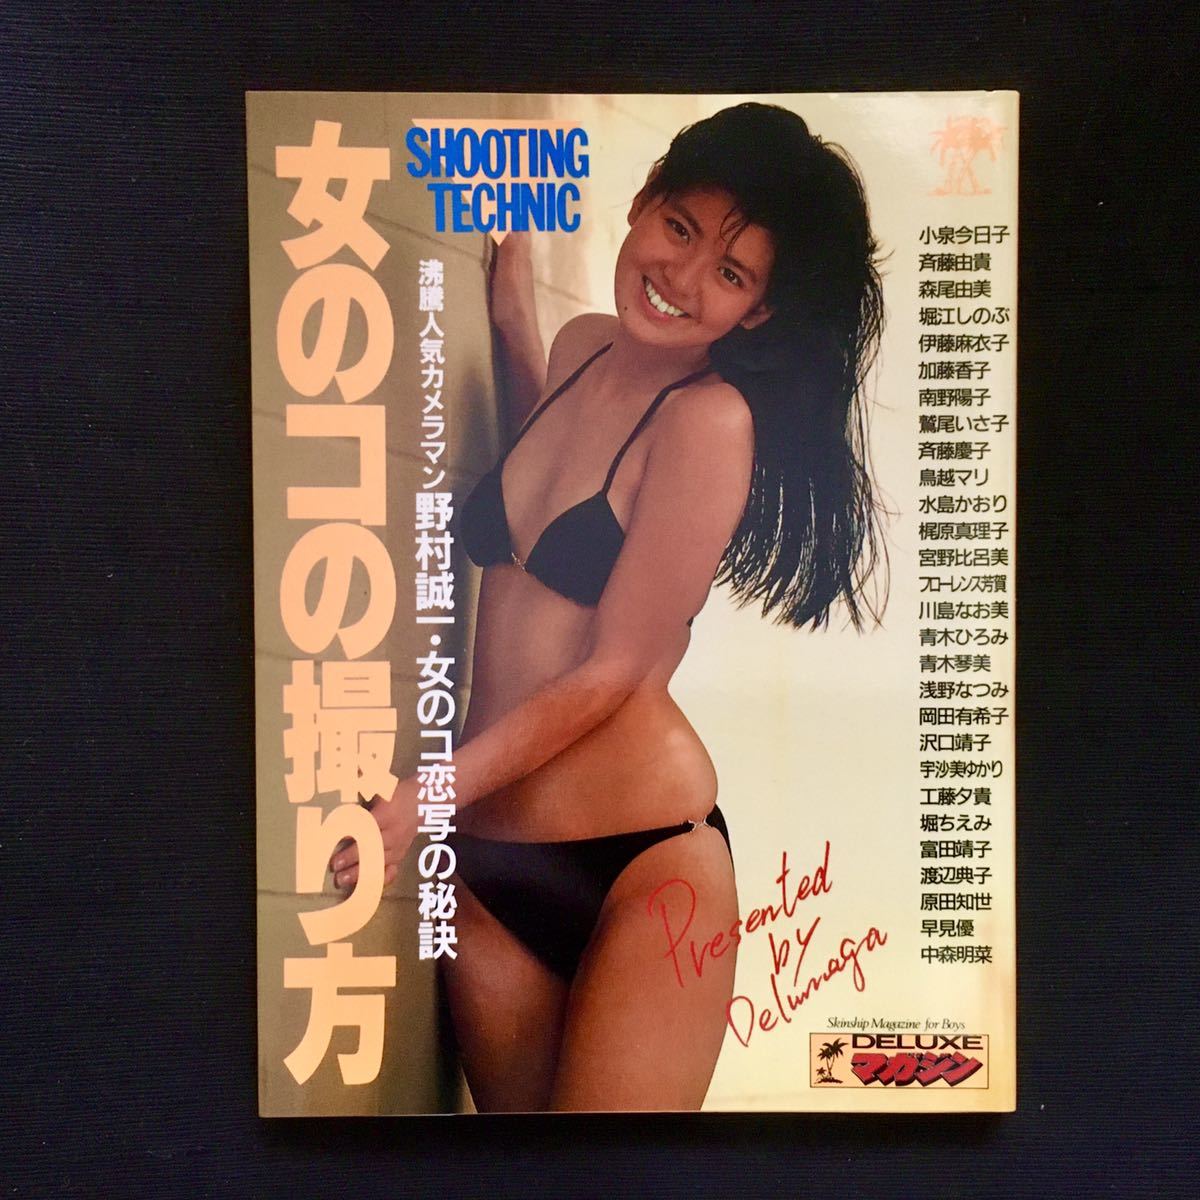 女のコの撮り方
SHOOTING
TECHNIC
沸騰人気カメラマン野村誠一・女のコ恋写の秘訣
小泉今日子
斉藤由貴
森尾由美
堀江しのぶ
伊藤麻衣子
加藤香子
南野陽子
鷲尾いさ子
斉藤慶子
鳥越マリ
水島かおり
梶原真理子
宮野比呂美
フローレンス芳賀
川島なお美
青木ひろみ
青木琴美
浅野なつみ
岡田有希子
沢口靖子
宇沙美ゆかり
工藤夕貴
堀ちえみ
富田靖子
渡辺典子
原田知世
早見優
中森明菜
Presented
by
Delumaga
Skinship Magazine for Boys
DELUXE
マガジン